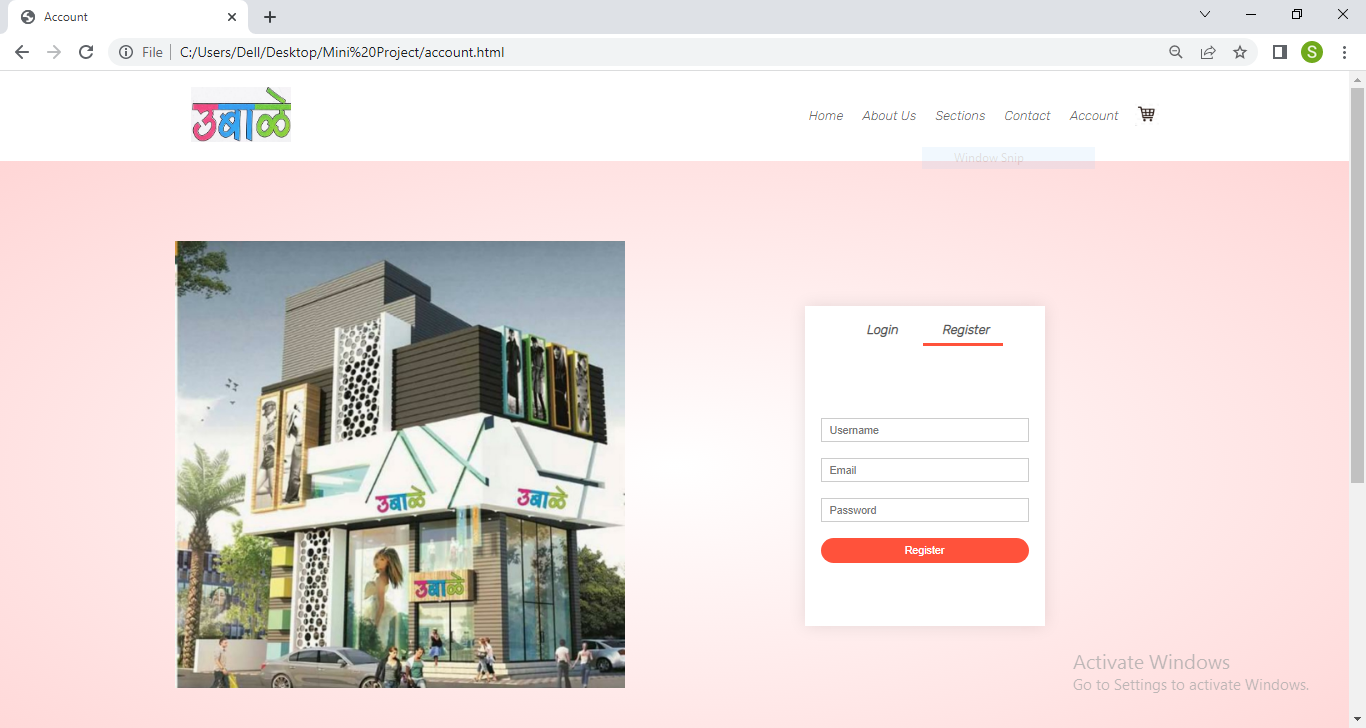 Account
File
C:/Users/Dell/Desktop/Mini%20Project/account.html
S
उबाळे
Home About Us Sections Contact Account
Window Snip
Login Register
Username
Email
Password
Register
उबाळे
उबाळे
उबाळे
Activate Windows
Go to Settings to activate Windows.